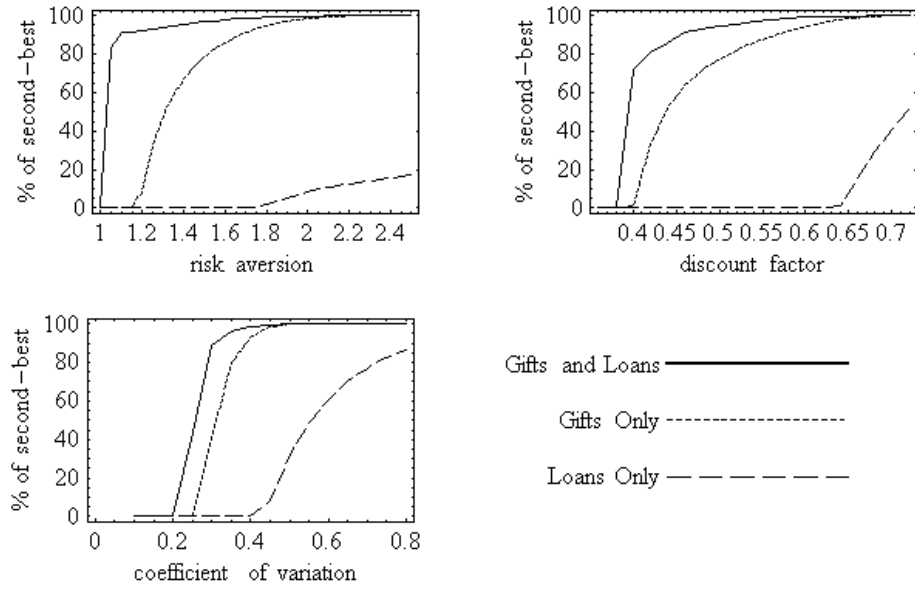 % of second-best
100
80
60
40
20
0
1 1.2 1.4 1.6 1.8 2 2.2 2.4
risk aversion
% of second-best
100
80
60
40
20
0
0.4 0.45 0.5 0.55 0.6 0.65 0.7
discount factor
% of second-best
100
80
60
40
20
0
0 0.2 0.4 0.6 0.8
coefficient of variation
Gifts and Loans
Gifts Only
Loans Only